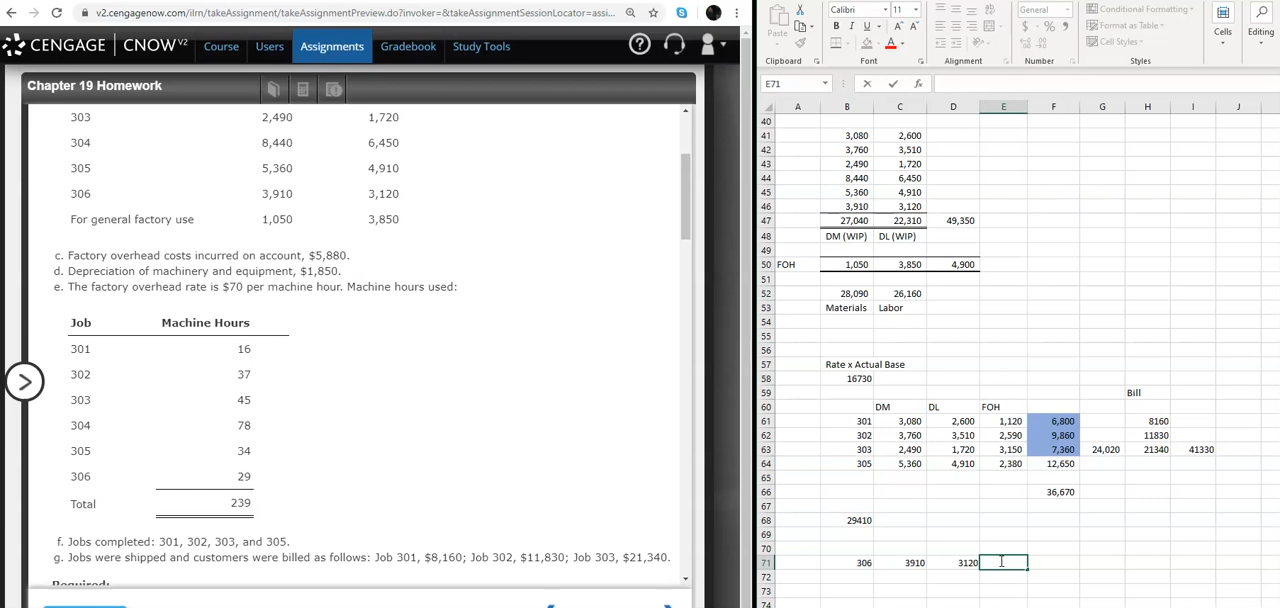 v2.cengagenow.com/ilrn/takeAssignment/takeAssignmentPreview.do?invoker=&takeAssignmentSessionLocator=assi...
CENGAGE | CNOWv2 Course Users Assignments Gradebook Study Tools
Chapter 19 Homework
303 2,490 1,720
304 8,440 6,450
305 5,360 4,910
306 3,910 3,120
For general factory use 1,050 3,850
c. Factory overhead costs incurred on account, $5,880.
d. Depreciation of machinery and equipment, $1,850.
e. The factory overhead rate is $70 per machine hour. Machine hours used:
Job Machine Hours
301 16
302 37
303 45
304 78
305 34
306 29
Total 239
f. Jobs completed: 301, 302, 303, and 305.
g. Jobs were shipped and customers were billed as follows: Job 301, $8,160; Job 302, $11,830; Job 303, $21,340.
Required:
Paste Calibri 11 A A General Conditional Formatting
B I U $ % Format as Table Cells Editing
Cell Styles
Clipboard Font Alignment Number
E71 fx
A B C D E F G H I J
40
41 3,080 2,600
42 3,760 3,510
43 2,490 1,720
44 8,440 6,450
45 5,360 4,910
46 3,910 3,120
47 27,040 22,310 49,350
48 DM (WIP) DL (WIP)
49
50 FOH 1,050 3,850 4,900
51
52 28,090 26,160
53 Materials Labor
54
55
56
57 Rate x Actual Base
58 16730
59 Bill
60 DM DL FOH
61 301 3,080 2,600 1,120 6,800 8160
62 302 3,760 3,510 2,590 9,860 11830
63 303 2,490 1,720 3,150 7,360 24,020 21340 41330
64 305 5,360 4,910 2,380 12,650
65
66 36,670
67
68 29410
69
70
71 306 3910 3120
72
73
74